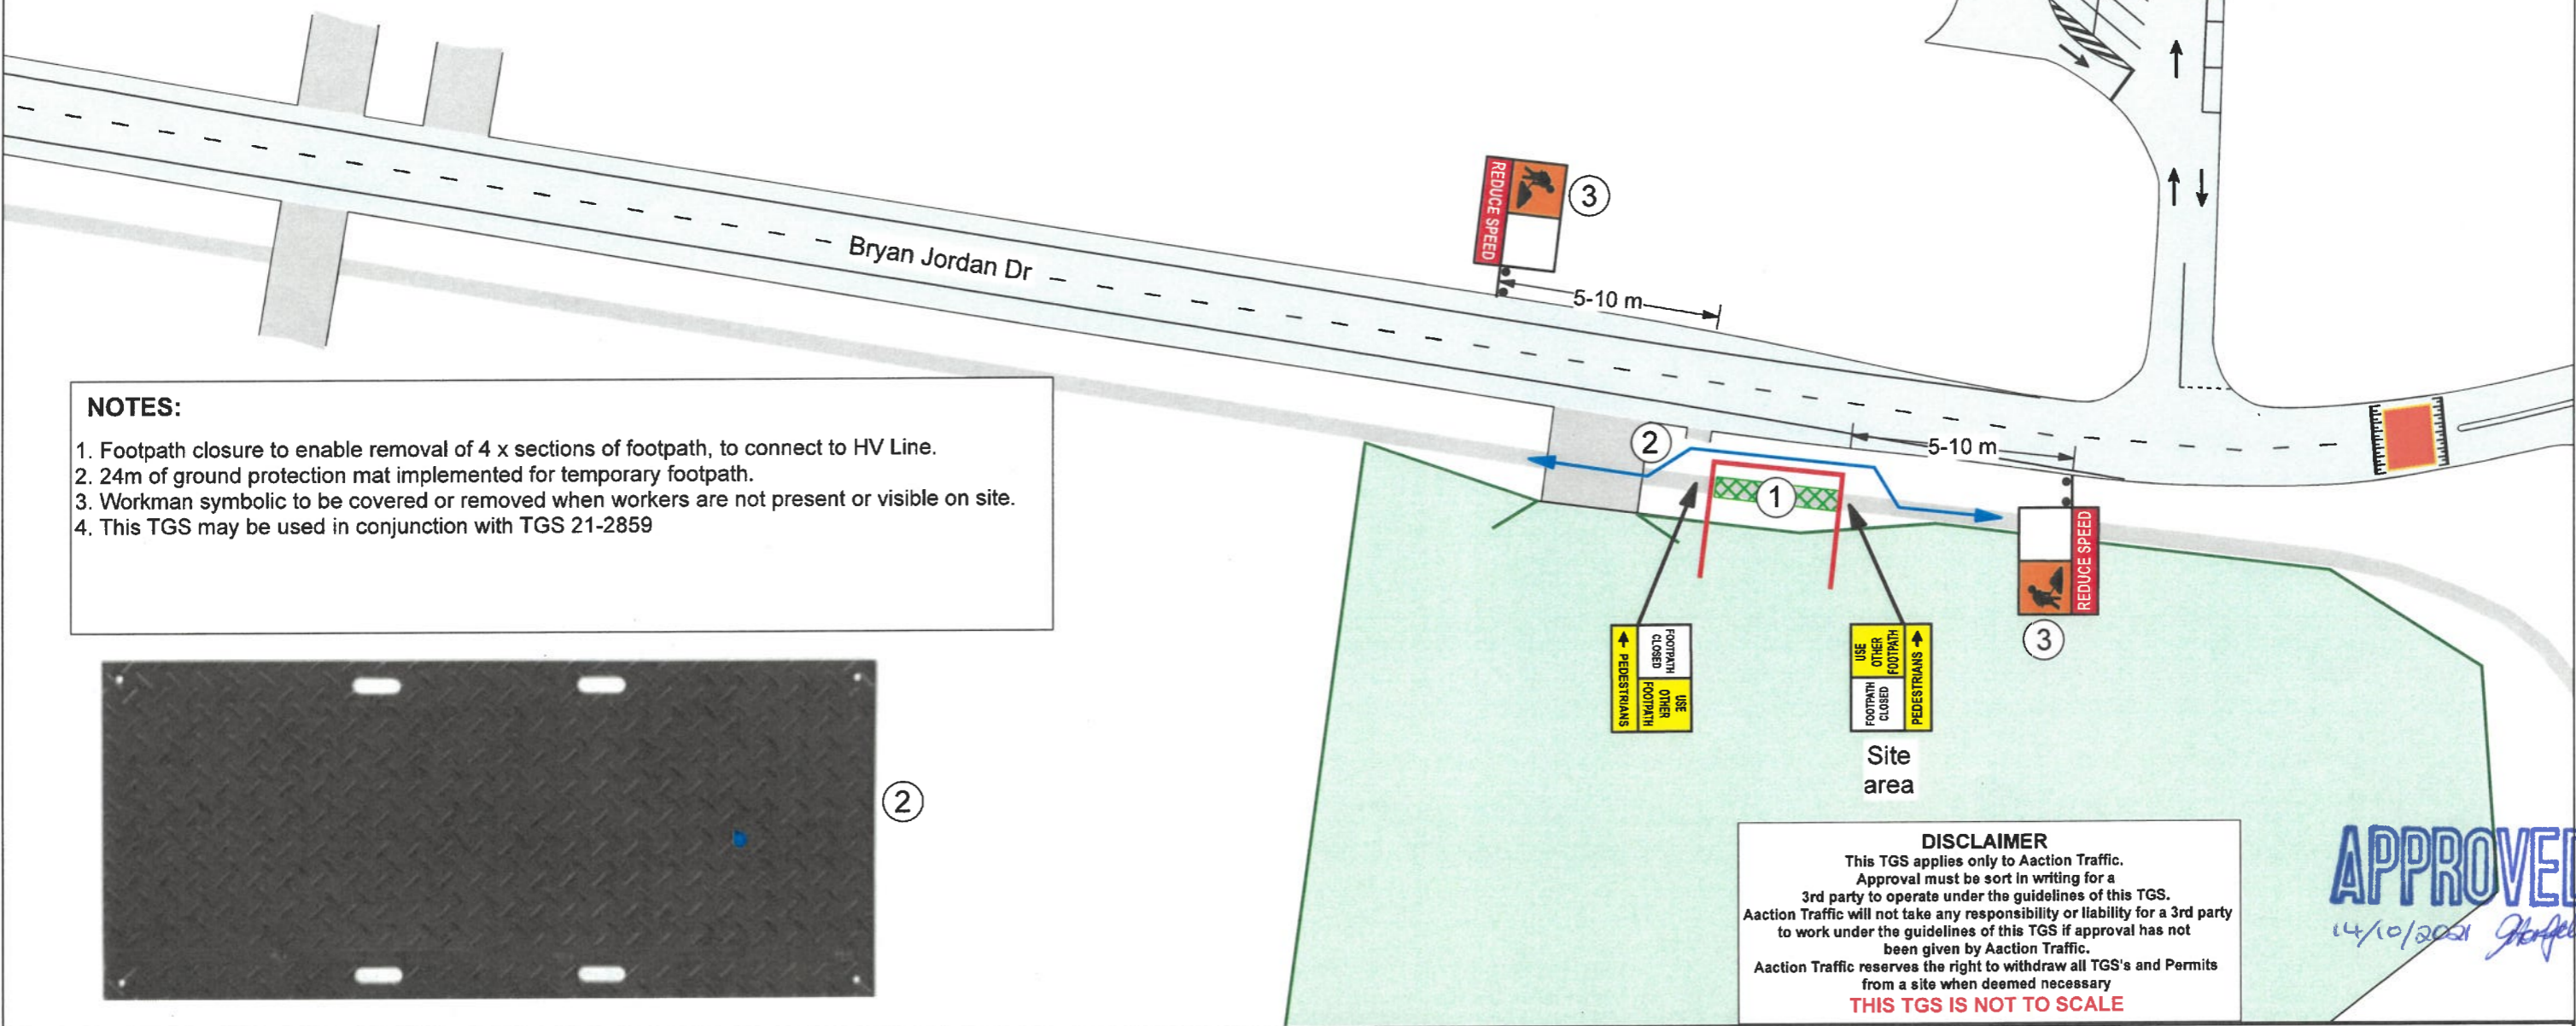 REDUCE SPEED
3
Bryan Jordan Dr
5-10 m
NOTES:
1. Footpath closure to enable removal of 4 x sections of footpath, to connect to HV Line.
2. 24m of ground protection mat implemented for temporary footpath.
3. Workman symbolic to be covered or removed when workers are not present or visible on site.
4. This TGS may be used in conjunction with TGS 21-2859
2
5-10 m
1
REDUCE SPEED
3
PEDESTRIANS
FOOTPATH
CLOSED
USE
OTHER
FOOTPATH
USE
OTHER
FOOTPATH
FOOTPATH
CLOSED
PEDESTRIANS
Site
area
2
DISCLAIMER
This TGS applies only to Aaction Traffic.
Approval must be sort in writing for a
3rd party to operate under the guidelines of this TGS.
Aaction Traffic will not take any responsibility or liability for a 3rd party
to work under the guidelines of this TGS if approval has not
been given by Aaction Traffic.
Aaction Traffic reserves the right to withdraw all TGS's and Permits
from a site when deemed necessary
THIS TGS IS NOT TO SCALE
APPROVED
14/10/2021